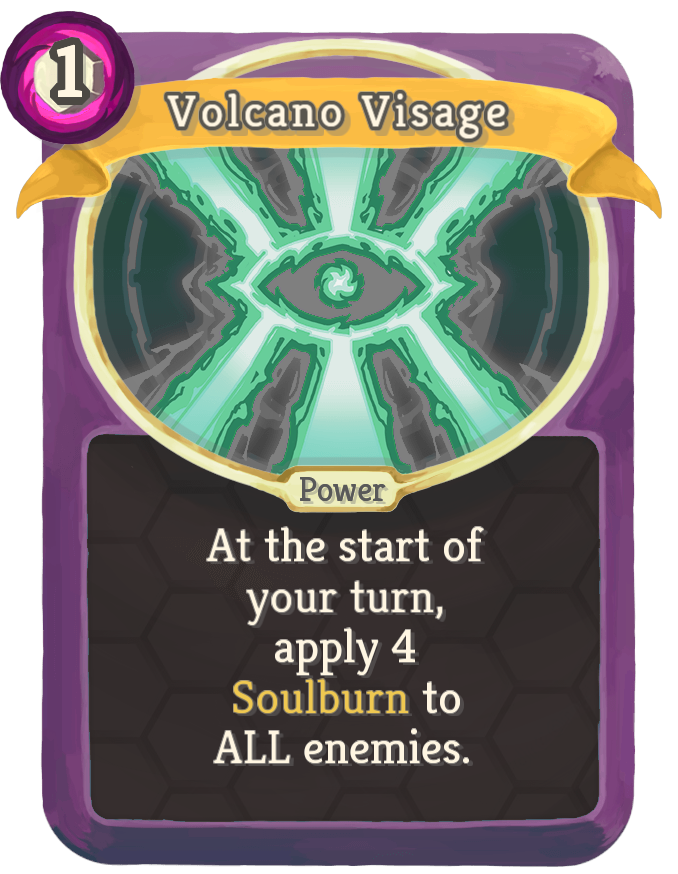 1
Volcano Visage
Power
At the start of
your turn,
apply 4
Soulburn to
ALL enemies.